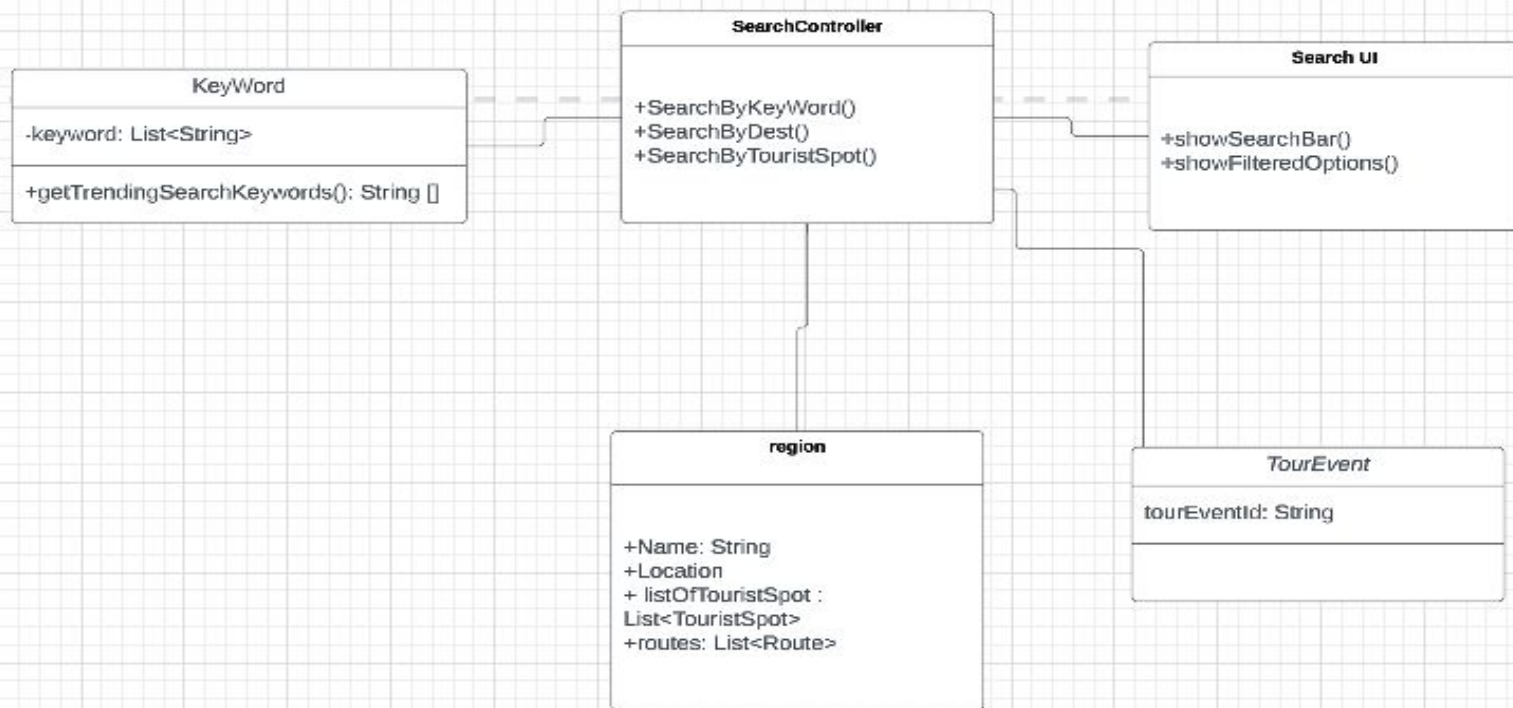 SearchController
+SearchByKeyWord()
+SearchByDest()
+SearchByTouristSpot()
Search UI
+showSearchBar()
+showFilteredOptions()
KeyWord
-keyword: List<String>
+getTrendingSearchKeywords(): String []
region
+Name: String
+Location
+ listOfTouristSpot :
List<TouristSpot>
+routes: List<Route>
TourEvent
tourEventId: String